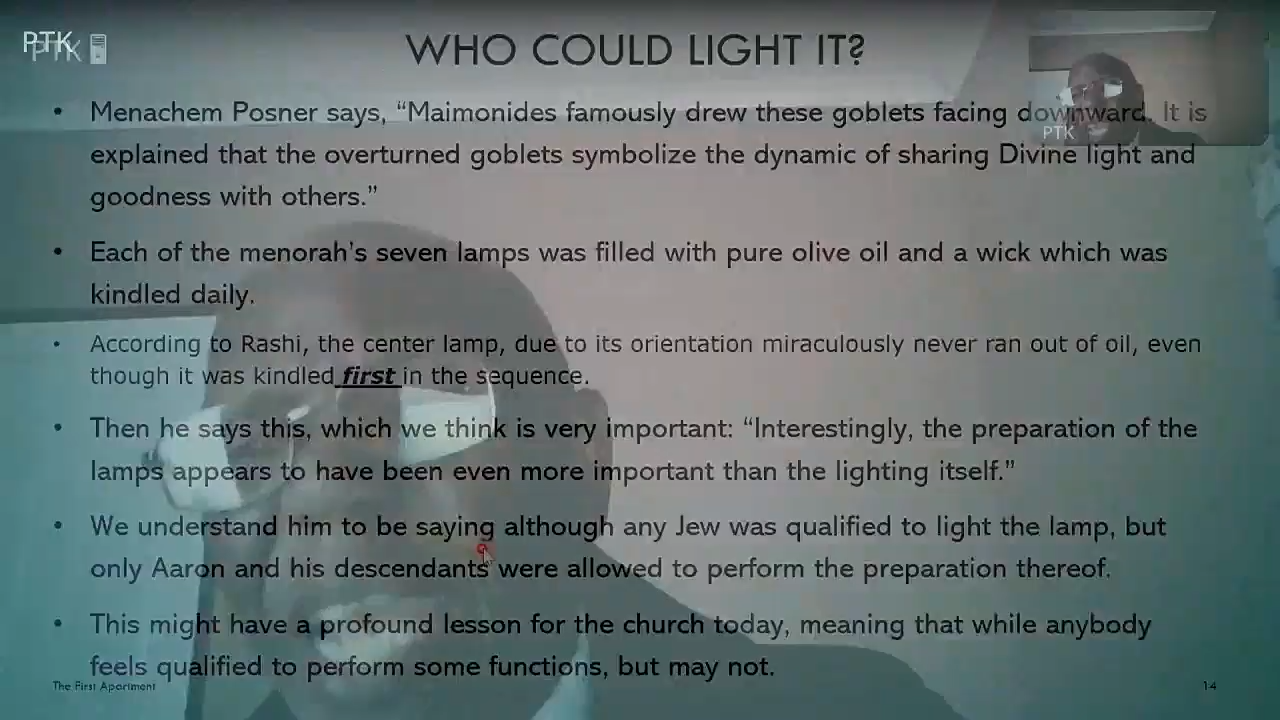 PTK
PTK
WHO COULD LIGHT IT?
• Menachem Posner says, “Maimonides famously drew these goblets facing downward. It is
explained that the overturned goblets symbolize the dynamic of sharing Divine light and
goodness with others.”
PTK
• Each of the menorah’s seven lamps was filled with pure olive oil and a wick which was
kindled daily.
• According to Rashi, the center lamp, due to its orientation miraculously never ran out of oil, even
though it was kindled first in the sequence.
• Then he says this, which we think is very important: “Interestingly, the preparation of the
lamps appears to have been even more important than the lighting itself.”
• We understand him to be saying although any Jew was qualified to light the lamp, but
only Aaron and his descendants were allowed to perform the preparation thereof.
• This might have a profound lesson for the church today, meaning that while anybody
feels qualified to perform some functions, but may not.
The First Apartment
14